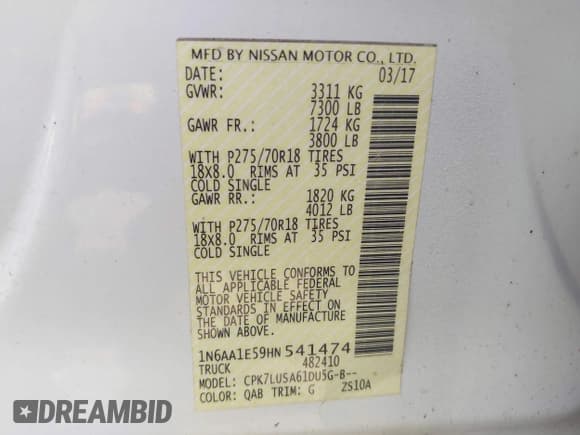 MFD BY NISSAN MOTOR CO., LTD.
DATE: 03/17
GVWR: 3311 KG
7300 LB
GAWR FR.: 1724 KG
3800 LB
WITH P275/70R18 TIRES
18X8.0 RIMS AT 35 PSI
COLD SINGLE
GAWR RR.: 1820 KG
4012 LB
WITH P275/70R18 TIRES
18X8.0 RIMS AT 35 PSI
COLD SINGLE
THIS VEHICLE CONFORMS TO
ALL APPLICABLE FEDERAL
MOTOR VEHICLE SAFETY
STANDARDS IN EFFECT ON
THE DATE OF MANUFACTURE
SHOWN ABOVE.
1N6AA1E59HN541474
TRUCK 482410
MODEL: CPK7LUSA61DU5G-B--
COLOR: QAB TRIM: G ZS10A
REBIDCAR.COM